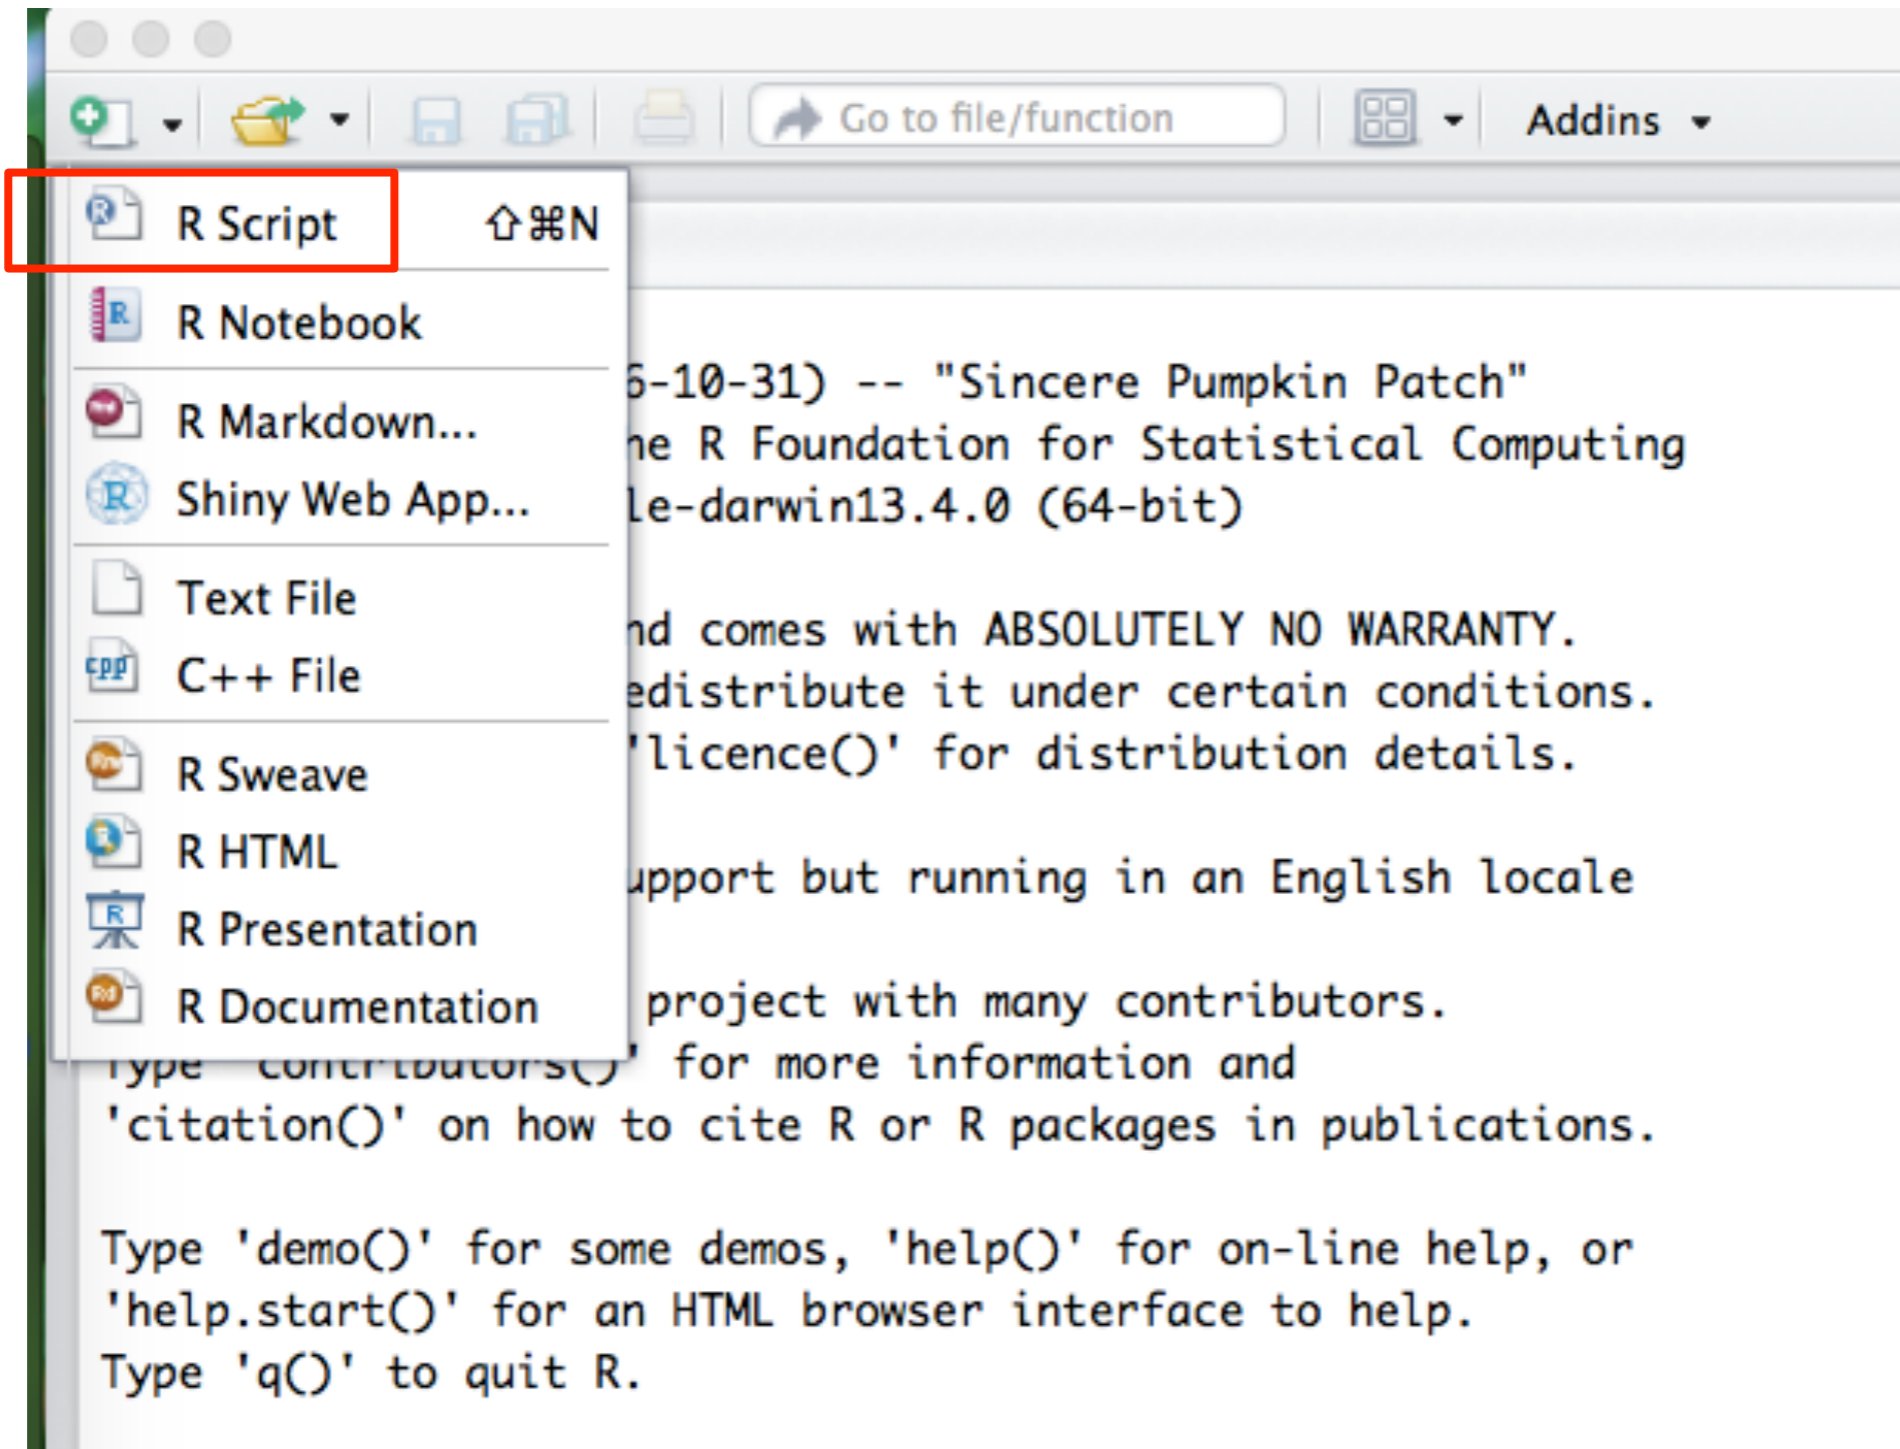 Go to file/function
Addins
R Script ⇧⌘N
R Notebook
R Markdown...
Shiny Web App...
Text File
C++ File
R Sweave
R HTML
R Presentation
R Documentation
6-10-31) -- "Sincere Pumpkin Patch"
he R Foundation for Statistical Computing
le-darwin13.4.0 (64-bit)
nd comes with ABSOLUTELY NO WARRANTY.
edistribute it under certain conditions.
'licence()' for distribution details.
upport but running in an English locale
project with many contributors.
Type 'contributors()' for more information and
'citation()' on how to cite R or R packages in publications.
Type 'demo()' for some demos, 'help()' for on-line help, or
'help.start()' for an HTML browser interface to help.
Type 'q()' to quit R.